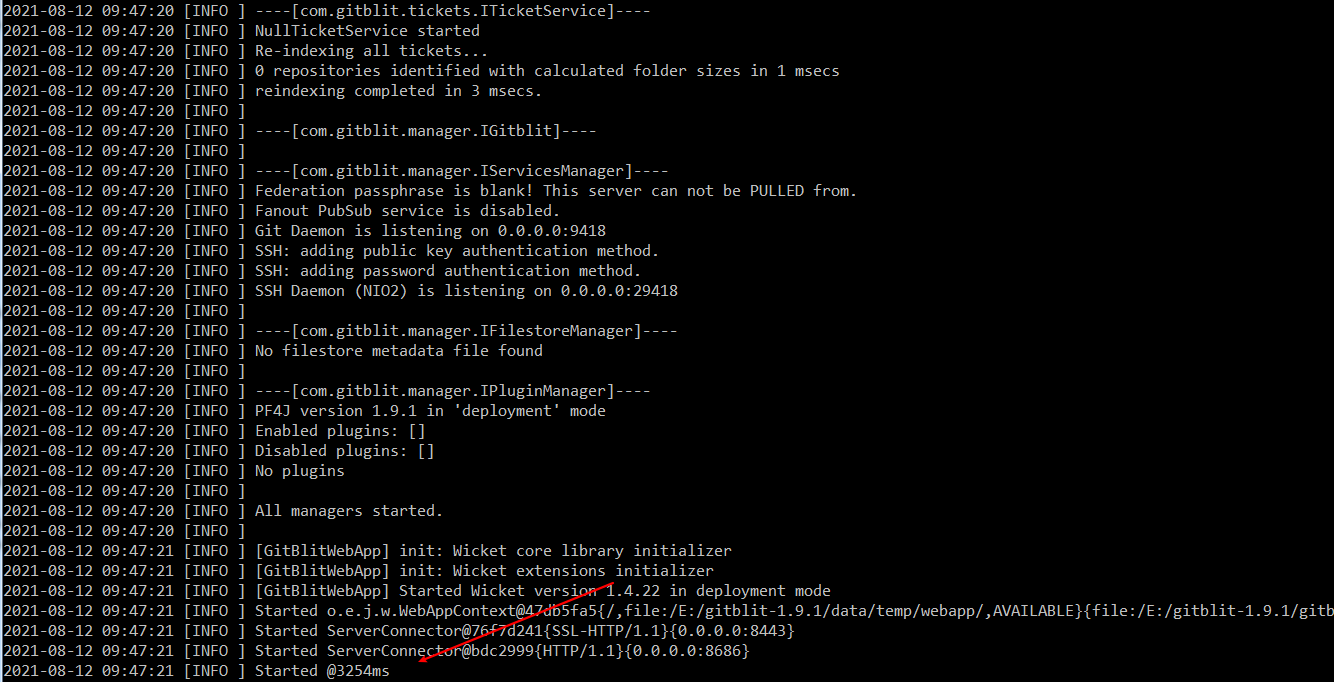 2021-08-12 09:47:20 [INFO ] ----[com.gitblit.tickets.ITicketService]----
2021-08-12 09:47:20 [INFO ] NullTicketService started
2021-08-12 09:47:20 [INFO ] Re-indexing all tickets...
2021-08-12 09:47:20 [INFO ] 0 repositories identified with calculated folder sizes in 1 msecs
2021-08-12 09:47:20 [INFO ] reindexing completed in 3 msecs.
2021-08-12 09:47:20 [INFO ]
2021-08-12 09:47:20 [INFO ] ----[com.gitblit.manager.IGitblit]----
2021-08-12 09:47:20 [INFO ]
2021-08-12 09:47:20 [INFO ] ----[com.gitblit.manager.IServicesManager]----
2021-08-12 09:47:20 [INFO ] Federation passphrase is blank! This server can not be PULLED from.
2021-08-12 09:47:20 [INFO ] Fanout PubSub service is disabled.
2021-08-12 09:47:20 [INFO ] Git Daemon is listening on 0.0.0.0:9418
2021-08-12 09:47:20 [INFO ] SSH: adding public key authentication method.
2021-08-12 09:47:20 [INFO ] SSH: adding password authentication method.
2021-08-12 09:47:20 [INFO ] SSH Daemon (NIO2) is listening on 0.0.0.0:29418
2021-08-12 09:47:20 [INFO ]
2021-08-12 09:47:20 [INFO ] ----[com.gitblit.manager.IFilestoreManager]----
2021-08-12 09:47:20 [INFO ] No filestore metadata file found
2021-08-12 09:47:20 [INFO ]
2021-08-12 09:47:20 [INFO ] ----[com.gitblit.manager.IPluginManager]----
2021-08-12 09:47:20 [INFO ] PF4J version 1.9.1 in 'deployment' mode
2021-08-12 09:47:20 [INFO ] Enabled plugins: []
2021-08-12 09:47:20 [INFO ] Disabled plugins: []
2021-08-12 09:47:20 [INFO ] No plugins
2021-08-12 09:47:20 [INFO ]
2021-08-12 09:47:20 [INFO ] All managers started.
2021-08-12 09:47:20 [INFO ]
2021-08-12 09:47:21 [INFO ] [GitBlitWebApp] init: Wicket core library initializer
2021-08-12 09:47:21 [INFO ] [GitBlitWebApp] init: Wicket extensions initializer
2021-08-12 09:47:21 [INFO ] [GitBlitWebApp] Started Wicket version 1.4.22 in deployment mode
2021-08-12 09:47:21 [INFO ] Started o.e.j.w.WebAppContext@47db5fa5{/,file:/E:/gitblit-1.9.1/data/temp/webapp/,AVAILABLE}{file:/E:/gitblit-1.9.1/gitb
2021-08-12 09:47:21 [INFO ] Started ServerConnector@76f7d241{SSL-HTTP/1.1}{0.0.0.0:8443}
2021-08-12 09:47:21 [INFO ] Started ServerConnector@bdc2999{HTTP/1.1}{0.0.0.0:8686}
2021-08-12 09:47:21 [INFO ] Started @3254ms